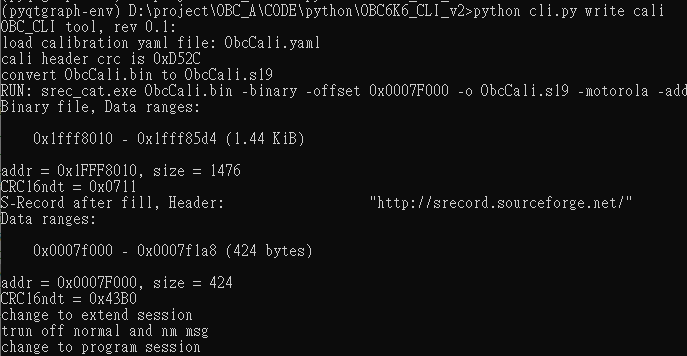 (pyqtgraph-env) D:\project\OBC_A\CODE\python\OBC6K6_CLI_v2>python cli.py write cali
OBC_CLI tool, rev 0.1:
load calibration yaml file: ObcCali.yaml
cali header crc is 0xD52C
convert ObcCali.bin to ObcCali.s19
RUN: srec_cat.exe ObcCali.bin -binary -offset 0x0007F000 -o ObcCali.s19 -motorola -add
Binary file, Data ranges:
0x1fff8010 - 0x1fff85d4 (1.44 KiB)
addr = 0x1FFF8010, size = 1476
CRC16ndt = 0x0711
S-Record after fill, Header: "http://srecord.sourceforge.net/"
Data ranges:
0x0007f000 - 0x0007f1a8 (424 bytes)
addr = 0x0007F000, size = 424
CRC16ndt = 0x43B0
change to extend session
trun off normal and nm msg
change to program session